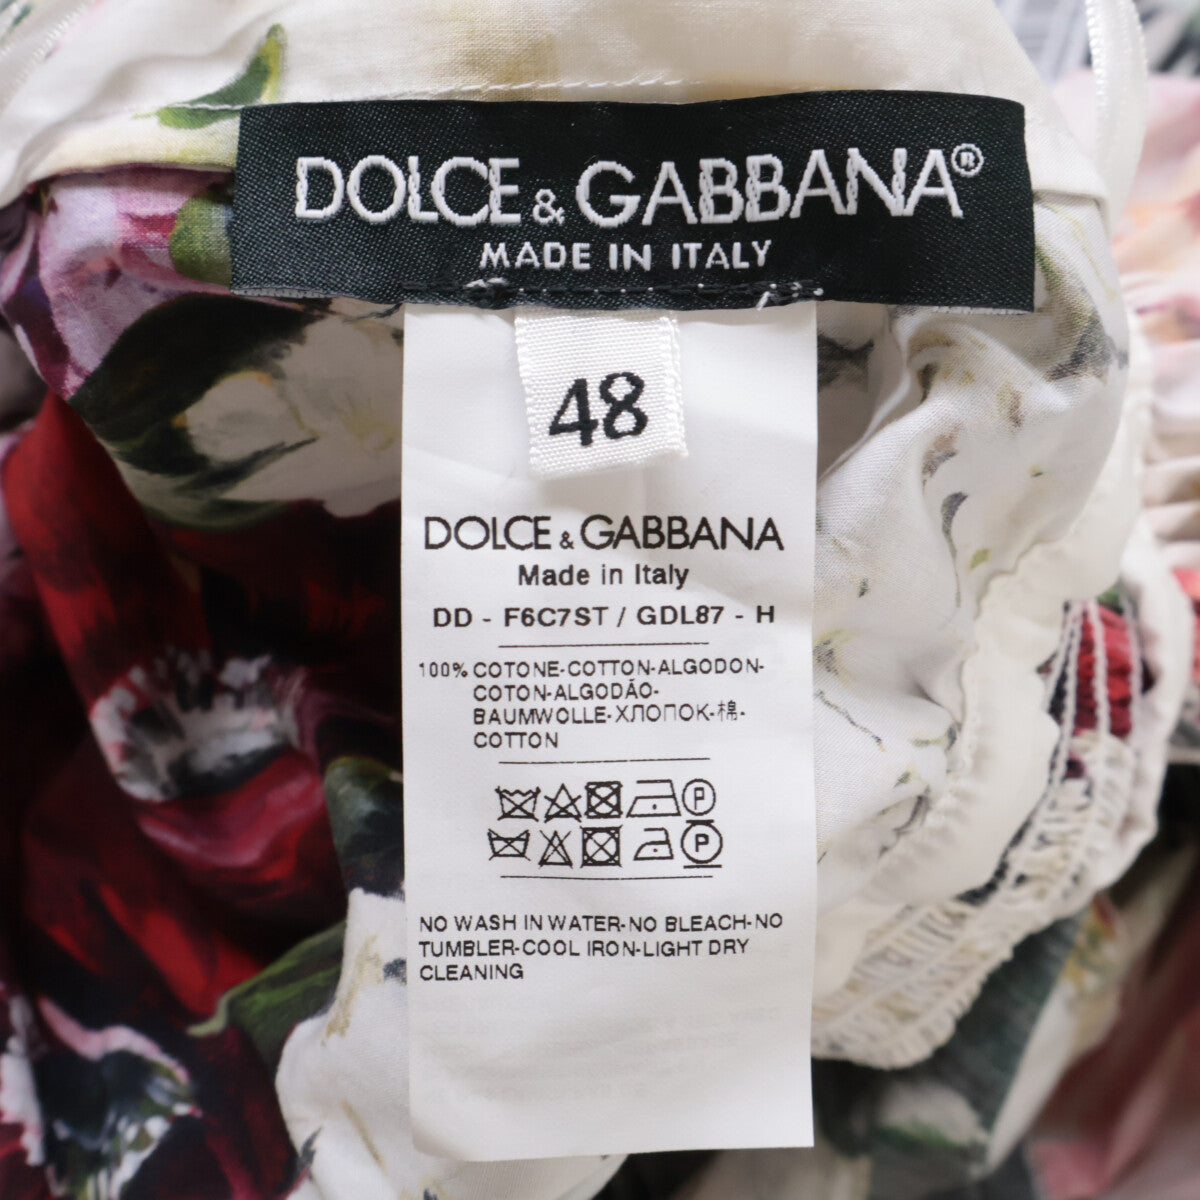 DOLCE & GABBANA®
MADE IN ITALY
48
DOLCE & GABBANA
Made in Italy
DD - F6C7ST / GDL87 - H
100% COTONE-COTTON-ALGODON-
COTON-ALGODÃO-
BAUMWOLLE-ХЛОПОК-棉-
COTTON
P
P
NO WASH IN WATER-NO BLEACH-NO
TUMBLER-COOL IRON-LIGHT DRY
CLEANING